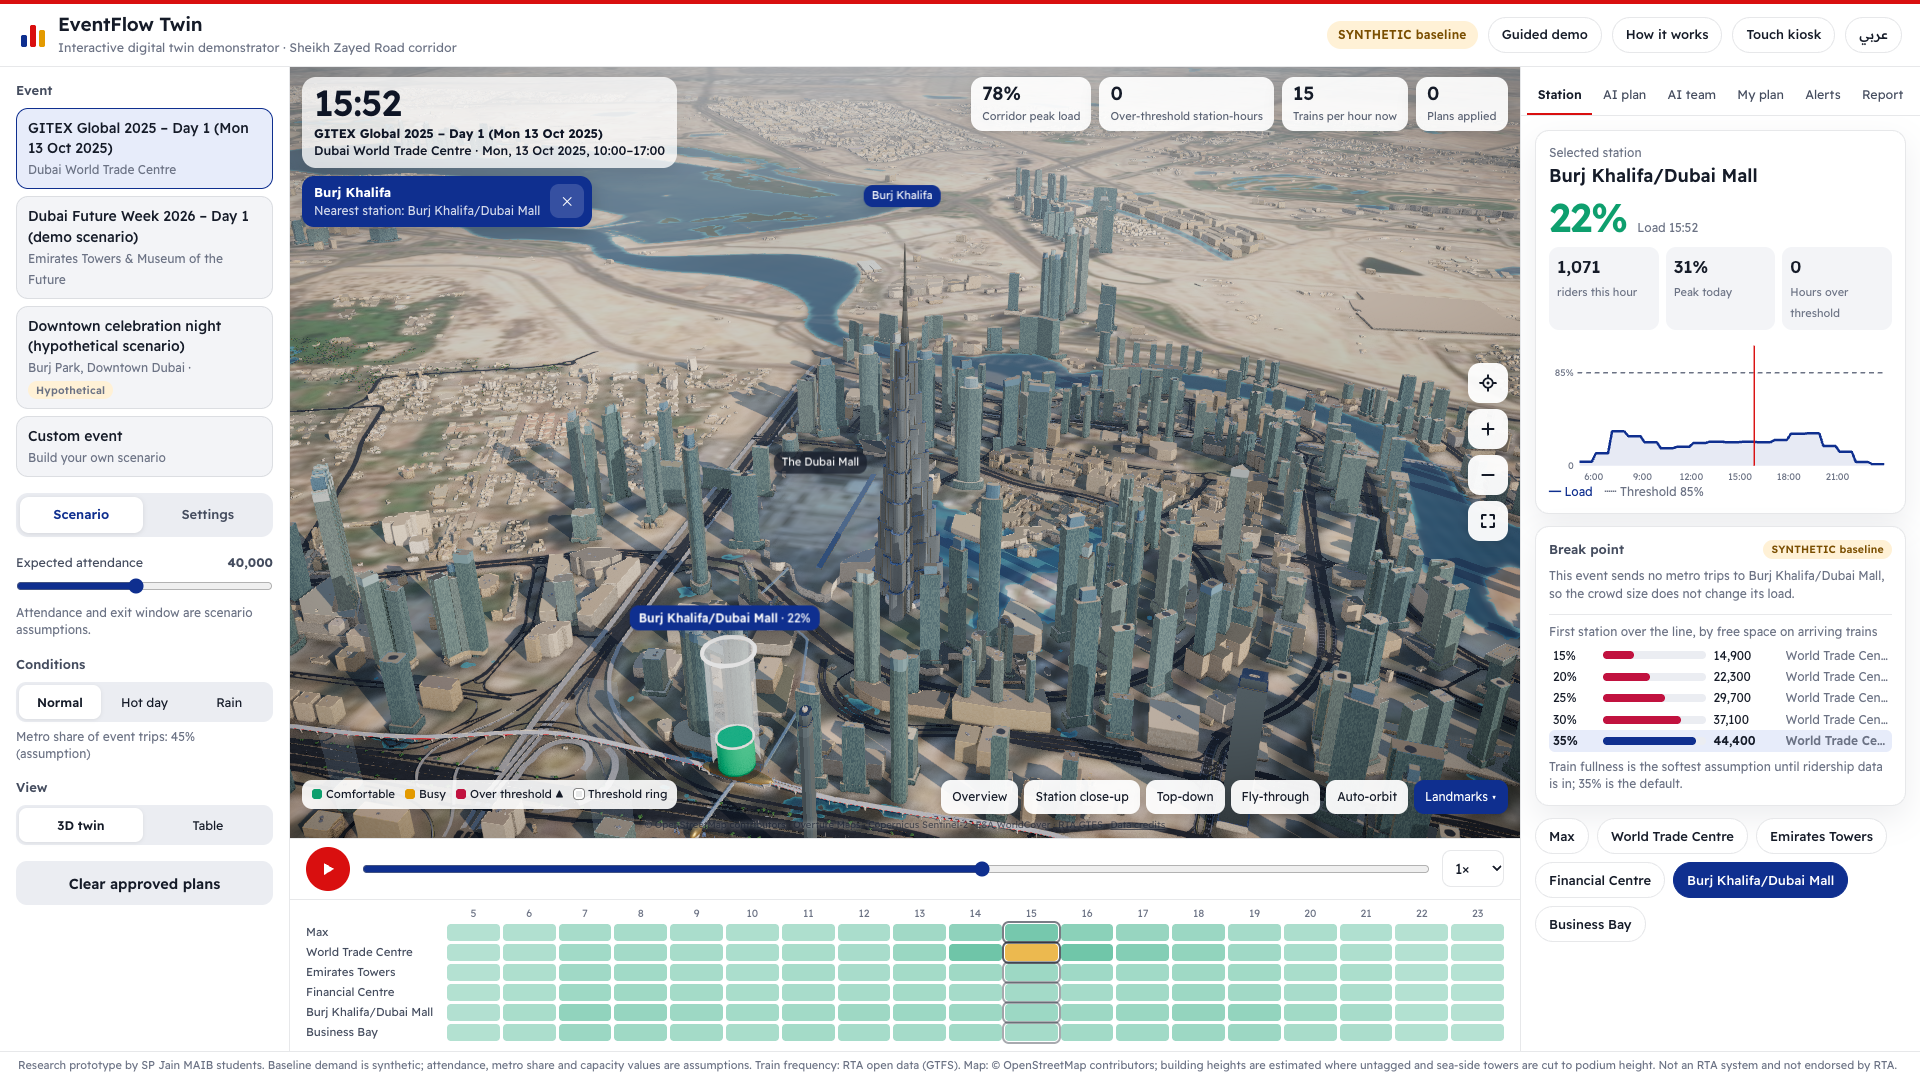 EventFlow Twin
Interactive digital twin demonstrator · Sheikh Zayed Road corridor
SYNTHETIC baseline
Guided demo
How it works
Touch kiosk
عربي
Event
GITEX Global 2025 – Day 1 (Mon
13 Oct 2025)
Dubai World Trade Centre
Dubai Future Week 2026 – Day 1
(demo scenario)
Emirates Towers & Museum of the
Future
Downtown celebration night
(hypothetical scenario)
Burj Park, Downtown Dubai ·
Hypothetical
Custom event
Build your own scenario
Scenario
Settings
Expected attendance
40,000
Attendance and exit window are scenario
assumptions.
Conditions
Normal
Hot day
Rain
Metro share of event trips: 45%
(assumption)
View
3D twin
Table
Clear approved plans
15:52
GITEX Global 2025 – Day 1 (Mon 13 Oct 2025)
Dubai World Trade Centre · Mon, 13 Oct 2025, 10:00–17:00
Burj Khalifa
Nearest station: Burj Khalifa/Dubai Mall
78%
Corridor peak load
0
Over-threshold station-hours
15
Trains per hour now
0
Plans applied
Burj Khalifa
The Dubai Mall
Burj Khalifa/Dubai Mall · 22%
Comfortable
Busy
Over threshold ▲
Threshold ring
Overview
Station close-up
Top-down
Fly-through
Auto-orbit
Landmarks
1×
5 6 7 8 9 10 11 12 13 14 15 16 17 18 19 20 21 22 23
Max
World Trade Centre
Emirates Towers
Financial Centre
Burj Khalifa/Dubai Mall
Business Bay
Station
AI plan
AI team
My plan
Alerts
Report
Selected station
Burj Khalifa/Dubai Mall
22% Load 15:52
1,071
riders this hour
31%
Peak today
0
Hours over
threshold
85%
0
6:00 9:00 12:00 15:00 18:00 21:00
Load
Threshold 85%
Break point
SYNTHETIC baseline
This event sends no metro trips to Burj Khalifa/Dubai Mall,
so the crowd size does not change its load.
First station over the line, by free space on arriving trains
15% 14,900 World Trade Cen...
20% 22,300 World Trade Cen...
25% 29,700 World Trade Cen...
30% 37,100 World Trade Cen...
35% 44,400 World Trade Ce...
Train fullness is the softest assumption until ridership data
is in; 35% is the default.
Max
World Trade Centre
Emirates Towers
Financial Centre
Burj Khalifa/Dubai Mall
Business Bay
Research prototype by SP Jain MAIB students. Baseline demand is synthetic; attendance, metro share and capacity values are assumptions. Train frequency: RTA open data (GTFS). Map: © OpenStreetMap contributors; building heights are estimated where untagged and sea-side towers are cut to podium height. Not an RTA system and not endorsed by RTA.